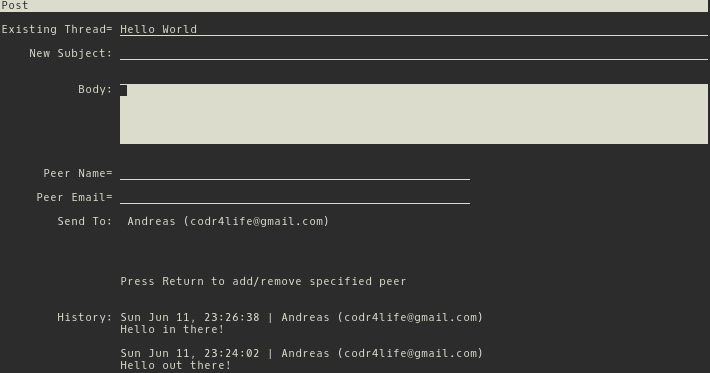 Post
Existing Thread= Hello World
New Subject:
Body:
Peer Name=
Peer Email=
Send To: Andreas (codr4life@gmail.com)
Press Return to add/remove specified peer
History: Sun Jun 11, 23:26:38 | Andreas (codr4life@gmail.com)
Hello in there!
Sun Jun 11, 23:24:02 | Andreas (codr4life@gmail.com)
Hello out there!